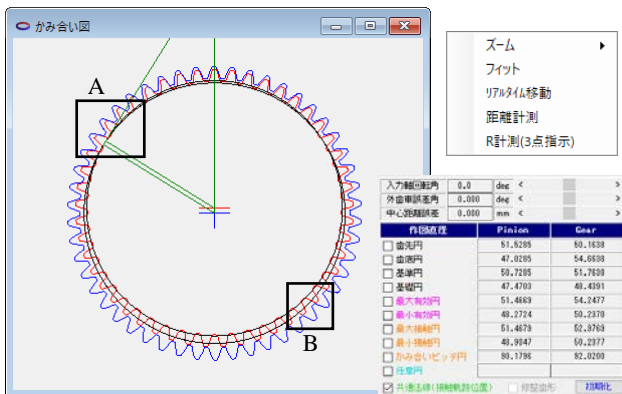 かみ合い図
A
B
ズーム
フィット
リアルタイム移動
距離計測
R計測(3点指示)
入力軸回転角 0.0 deg < >
外歯車誤差角 0.000 deg < >
中心距離誤差 0.000 mm < >
作図直径 Pinion Gear
歯先円 51.5285 50.1638
歯底円 47.0285 54.6638
基準円 50.7285 51.7638
基礎円 47.4703 48.4391
最大有効円 51.4669 54.2477
最小有効円 48.2724 50.2370
最大接触円 51.4673 52.9763
最小接触円 48.9047 50.2377
かみ合いピッチ円 80.1796 82.0200
任意円
共通法線(接触軌跡位置) 修整歯形 初期化